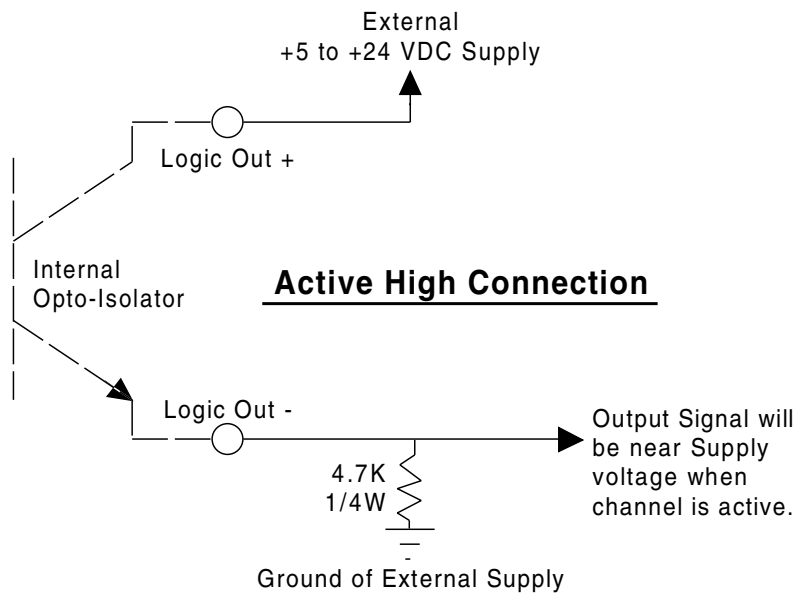 External
+5 to +24 VDC Supply
Logic Out +
Internal
Opto-Isolator
Active High Connection
Logic Out -
Output Signal will
be near Supply
voltage when
channel is active.
4.7K
1/4W
Ground of External Supply